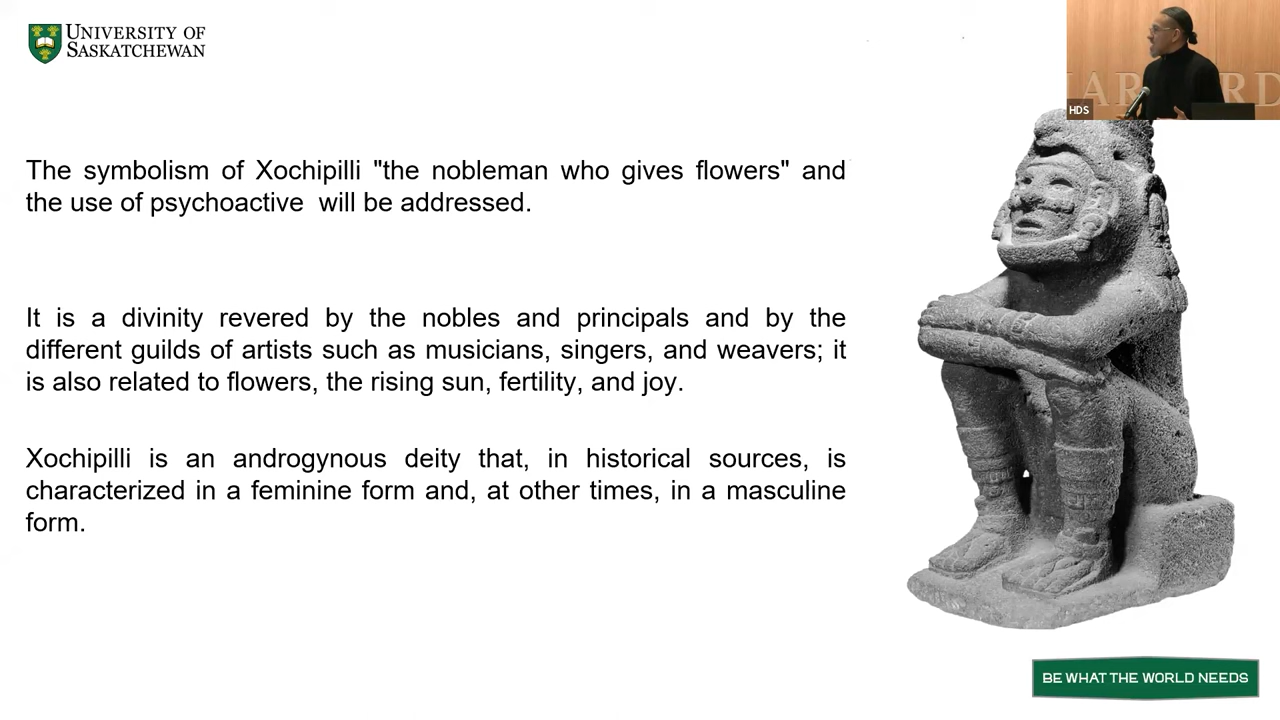 UNIVERSITY OF
SASKATCHEWAN
HARVARD
HDS
The symbolism of Xochipilli "the nobleman who gives flowers" and
the use of psychoactive  will be addressed.
It is a divinity revered by the nobles and principals and by the
different guilds of artists such as musicians, singers, and weavers; it
is also related to flowers, the rising sun, fertility, and joy.
Xochipilli is an androgynous deity that, in historical sources, is
characterized in a feminine form and, at other times, in a masculine
form.
BE WHAT THE WORLD NEEDS